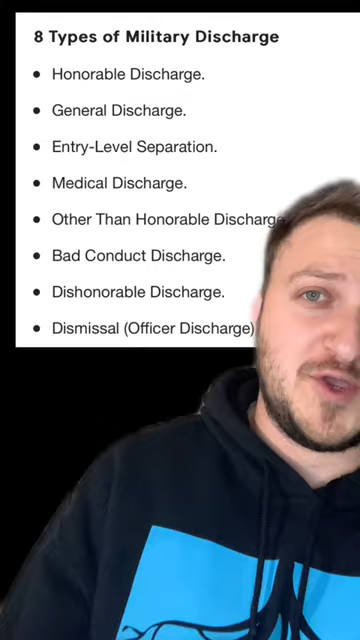 8 Types of Military Discharge
• Honorable Discharge.
• General Discharge.
• Entry-Level Separation.
• Medical Discharge.
• Other Than Honorable Discharge
• Bad Conduct Discharge.
• Dishonorable Discharge.
• Dismissal (Officer Discharge)